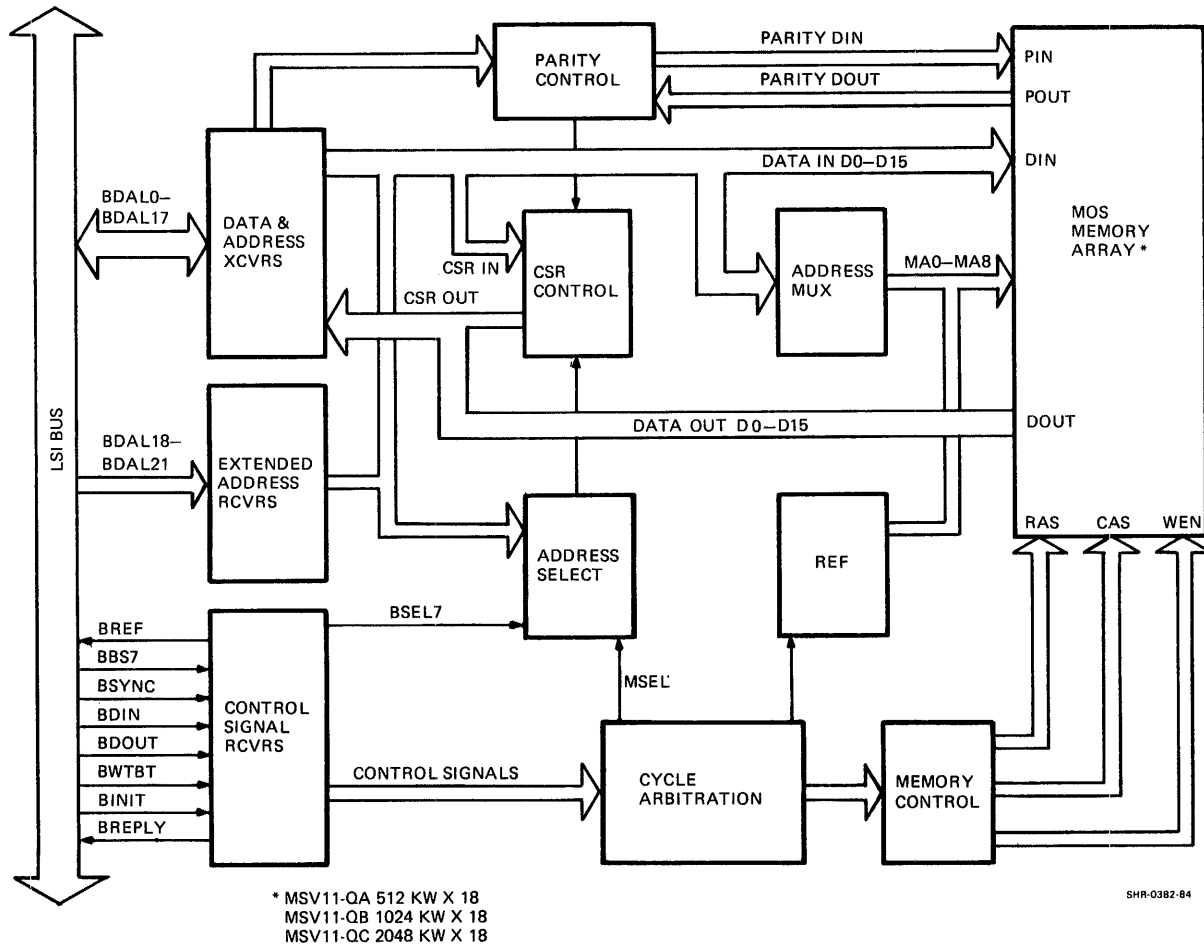 PARITY
CONTROL
PARITY DIN
PARITY DOUT
PIN
POUT
DATA IN D0–D15
DIN
BDAL0–
BDAL17
DATA &
ADDRESS
XCVRS
CSR IN
CSR
CONTROL
ADDRESS
MUX
MA0–MA8
MOS
MEMORY
ARRAY *
CSR OUT
LSI BUS
DATA OUT D0–D15
DOUT
BDAL18–
BDAL21
EXTENDED
ADDRESS
RCVRS
ADDRESS
SELECT
REF
RAS CAS WEN
BSEL7
MSEL
BREF
BBS7
BSYNC
BDIN
BDOUT
BWTBT
BINIT
BREPLY
CONTROL
SIGNAL
RCVRS
CONTROL SIGNALS
CYCLE
ARBITRATION
MEMORY
CONTROL
* MSV11-QA 512 KW X 18
MSV11-QB 1024 KW X 18
MSV11-QC 2048 KW X 18
SHR-0382-84